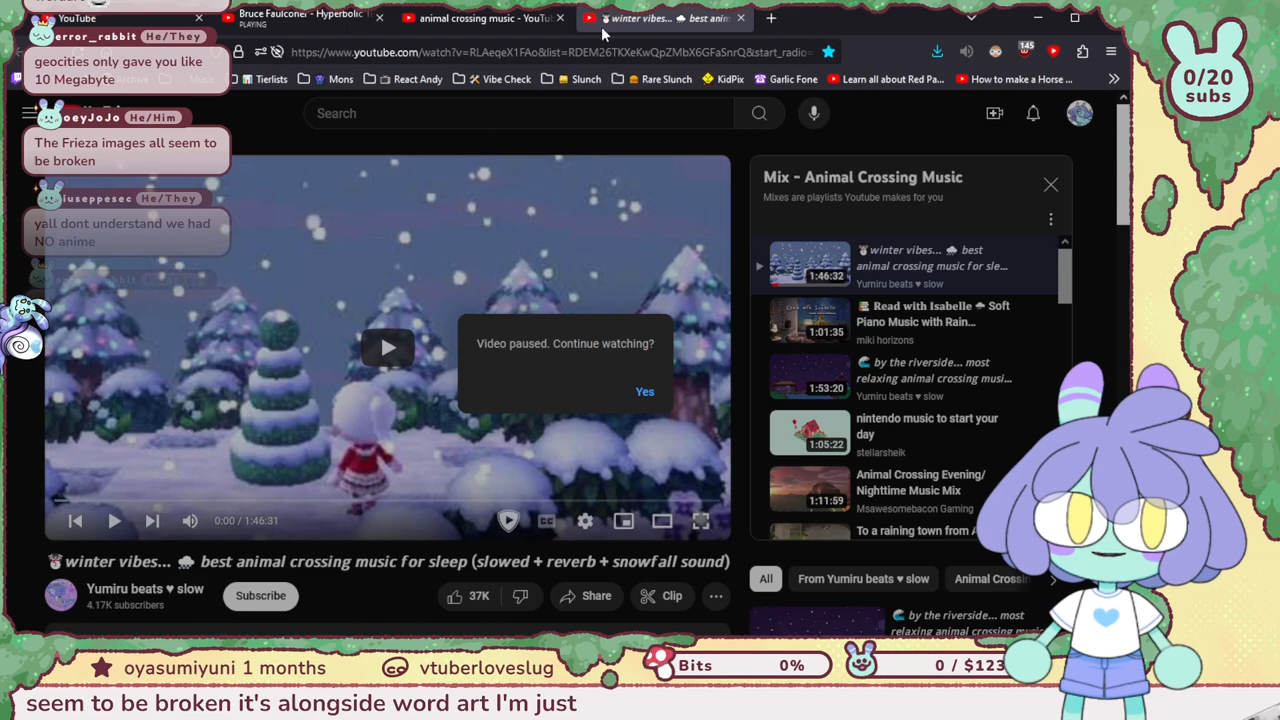 YouTube
Bruce Faulconer - Hyperbolic
PLAYING
animal crossing music - YouTu
winter vibes... best anim
error_rabbit He/They
geocities only gave you like
10 Megabyte
oeyJoJo He/Him
The Frieza images all seem to
be broken
iuseppesec He/They
yall dont understand we had
NO anime
https://www.youtube.com/watch?v=RLAeqeX1FAo&list=RDEM26TKXeKwQpZMbX6GFaSnrQ&start_radio=
145
Archive
Music
Tierlists
Mons
React Andy
Vibe Check
Slunch
Rare Slunch
KidPix
Garlic Fone
Learn all about Red Pa...
How to make a Horse ...
0/20
subs
Search
Mix - Animal Crossing Music
Mixes are playlists Youtube makes for you
winter vibes... best
animal crossing music for sle...
Yumiru beats ♥ slow
1:46:32
Read with Isabelle Soft
Piano Music with Rain...
miki horizons
1:01:35
by the riverside... most
relaxing animal crossing musi...
Yumiru beats ♥ slow
1:53:20
nintendo music to start your
day
stellarsheik
1:05:22
Animal Crossing Evening/
Nighttime Music Mix
Msawesomebacon Gaming
1:11:59
To a raining town from A
Video paused. Continue watching?
Yes
0:00 / 1:46:31
CC
winter vibes... best animal crossing music for sleep (slowed + reverb + snowfall sound)
Yumiru beats ♥ slow
4.17K subscribers
Subscribe
37K
Share
Clip
All
From Yumiru beats ♥ slow
Animal Crossin
by the riverside... most
relaxing animal crossing music
oyasumiyuni 1 months
vtuberloveslug
Bits 0%
0 / $123
seem to be broken it's alongside word art I'm just